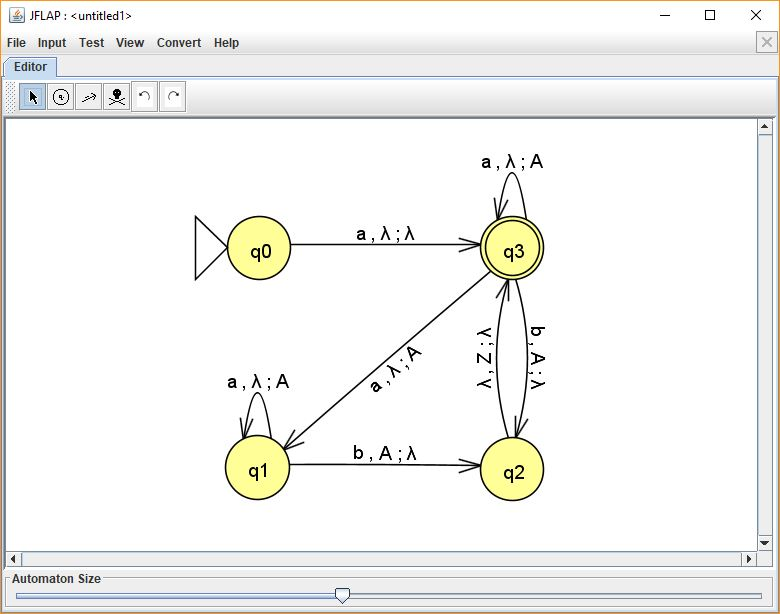 JFLAP : <untitled1>
File Input Test View Convert Help
Editor
a , λ ; A
q0
a , λ ; λ
q3
a , λ ; A
λ ; Z ; λ
b , A ; λ
a , λ ; A
q1
b , A ; λ
q2
Automaton Size